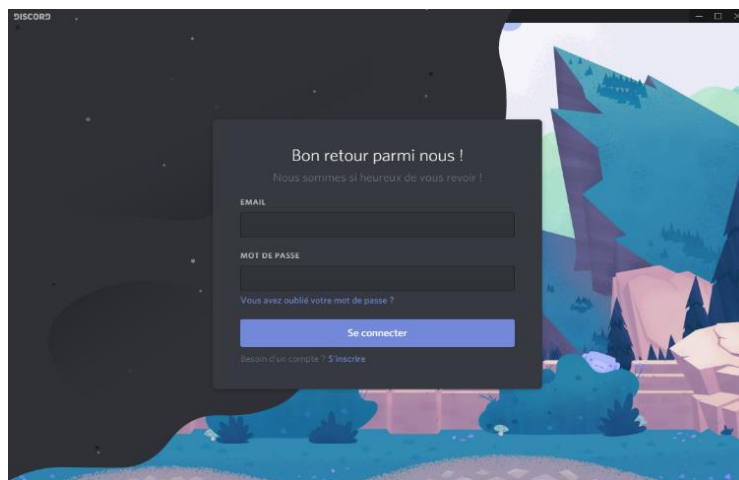 DISCORD
Bon retour parmi nous !
Nous sommes si heureux de vous revoir !
EMAIL
MOT DE PASSE
Vous avez oublié votre mot de passe ?
Se connecter
Besoin d'un compte ? S'inscrire